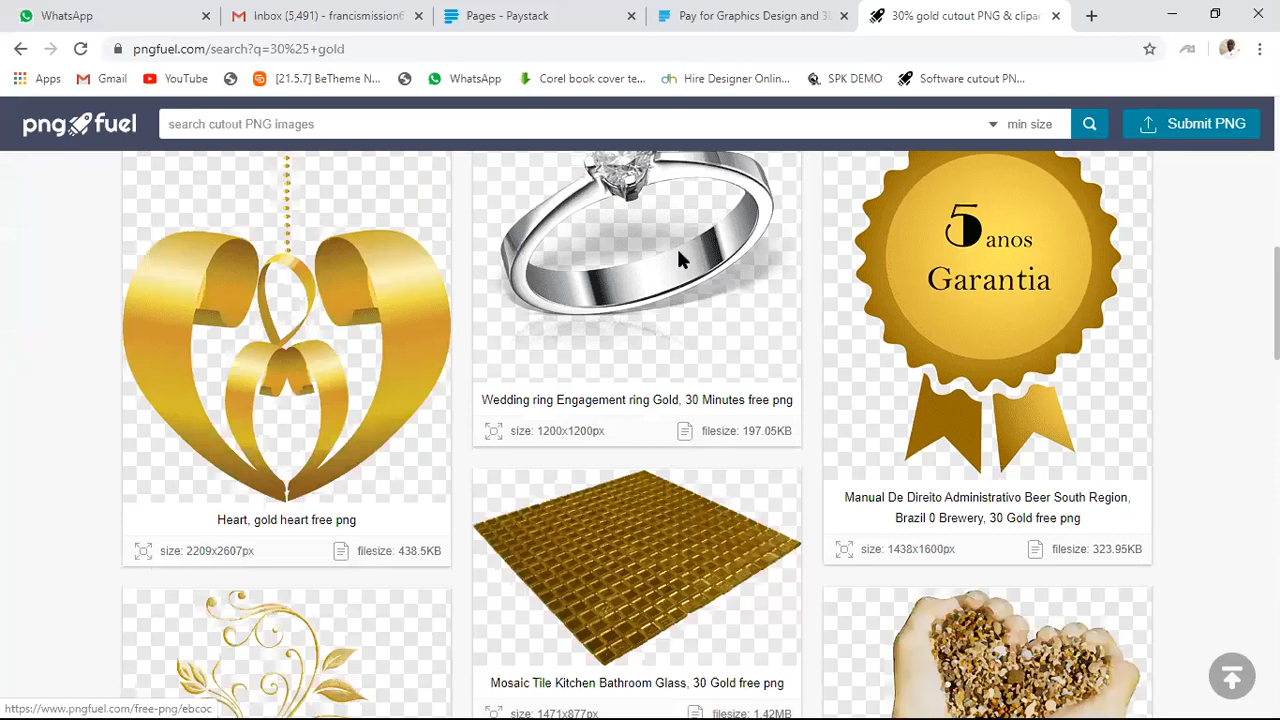 WhatsApp
Inbox (5,491) - francismission6
Pages - Paystack
Pay for Graphics Design and 3D
30% gold cutout PNG & clipar
pngfuel.com/search?q=30%25+gold
Apps
Gmail
YouTube
[21.5.7] BeTheme N...
WhatsApp
Corel book cover te...
dh
Hire Designer Onlin...
SPK DEMO
Software cutout PN...
png fuel
search cutout PNG images
min size
Submit PNG
5 anos
Garantia
Wedding ring Engagement ring Gold, 30 Minutes free png
size: 1200x1200px
filesize: 197.05KB
Manual De Direito Administrativo Beer South Region,
Brazil 0 Brewery, 30 Gold free png
size: 1438x1600px
filesize: 323.95KB
Heart, gold heart free png
size: 2209x2607px
filesize: 438.5KB
Mosaic Tile Kitchen Bathroom Glass, 30 Gold free png
size: 1471x877px
filesize: 1.42MB
https://www.pngfuel.com/free-png/ebcoc